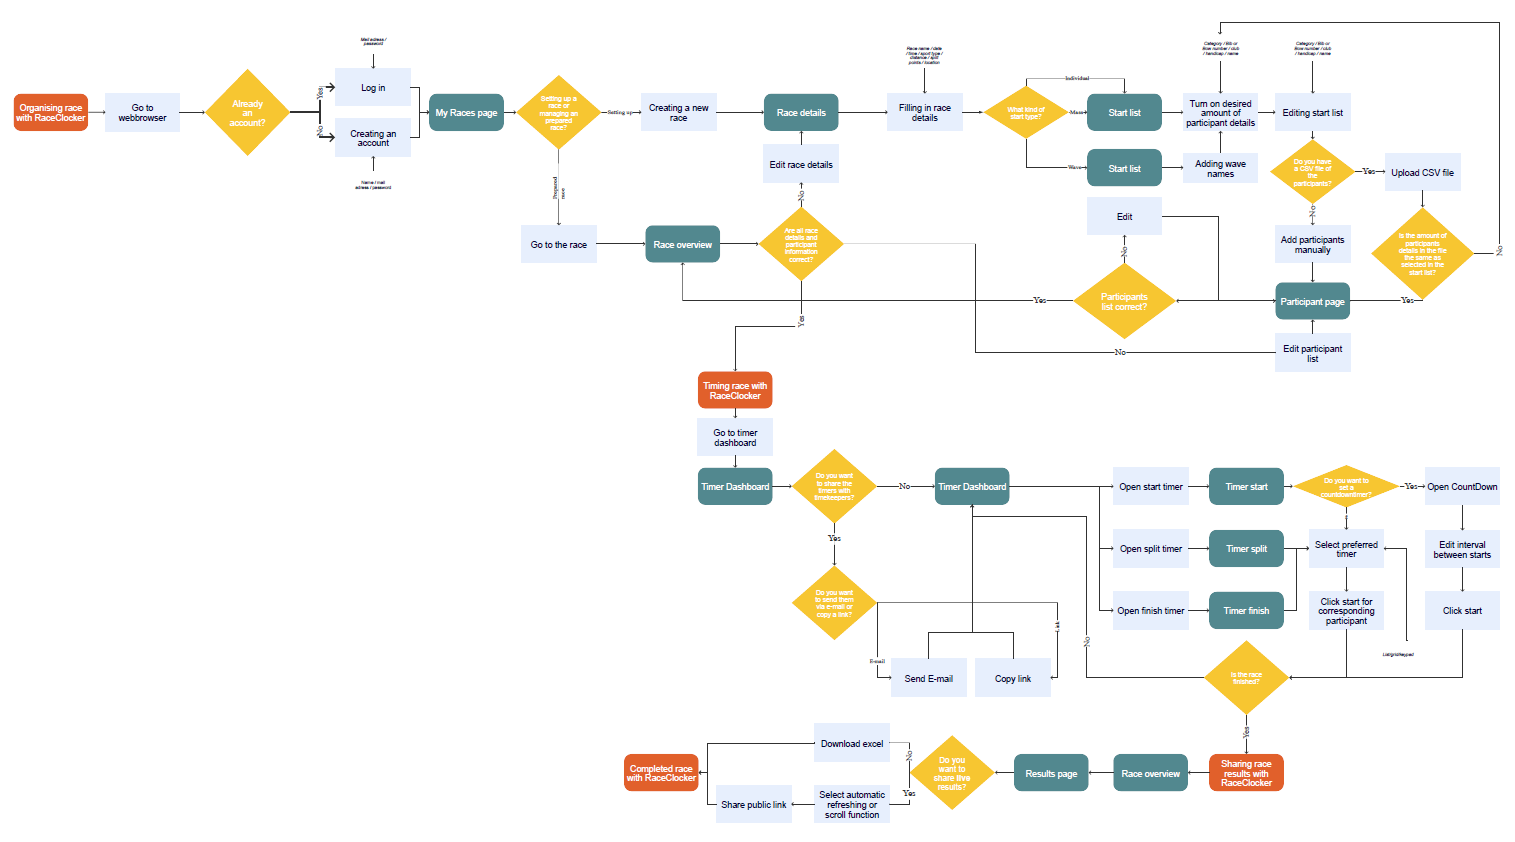 Organising race
with RaceClocker
Go to
webbrowser
Already
an
account?
Yes
No
Mail adress /
password
Log in
Creating an
account
Name / mail
adress / password
My Races page
Setting up a
race or
managing an
prepared
race?
Setting up
Prepared
race
Creating a new
race
Race details
Edit race details
No
Race name / date
/ time / sport type /
distance / split
points / location
Filling in race
details
What kind of
start type?
Individual
Mass
Wave
Start list
Start list
Category / Bib or
Bow number / club
/ handicap / name
Turn on desired
amount of
participant details
Adding wave
names
Category / Bib or
Bow number / club
/ handicap / name
Editing start list
Do you have
a CSV file of
the
participants?
Yes
No
Upload CSV file
Is the amount of
participants
details in the file
the same as
selected in the
start list?
No
Yes
Add participants
manually
Participant page
Edit participant
list
Edit
No
Participants
list correct?
Yes
No
Go to the race
Race overview
Are all race
details and
participant
information
correct?
Yes
Timing race with
RaceClocker
Go to timer
dashboard
Timer Dashboard
Do you want
to share the
timers with
timekeepers?
No
Yes
Timer Dashboard
Do you want
to send them
via e-mail or
copy a link?
E-mail
Link
Send E-mail
Copy link
No
Open start timer
Timer start
Do you want to
set a
countdowntimer?
Yes
Open CountDown
Open split timer
Timer split
Select preferred
timer
Edit interval
between starts
Open finish timer
Timer finish
Click start for
corresponding
participant
Click start
List/grid/keypad
Is the race
finished?
Yes
Sharing race
results with
RaceClocker
Race overview
Results page
Do you
want to
share live
results?
No
Yes
Download excel
Select automatic
refreshing or
scroll function
Share public link
Completed race
with RaceClocker